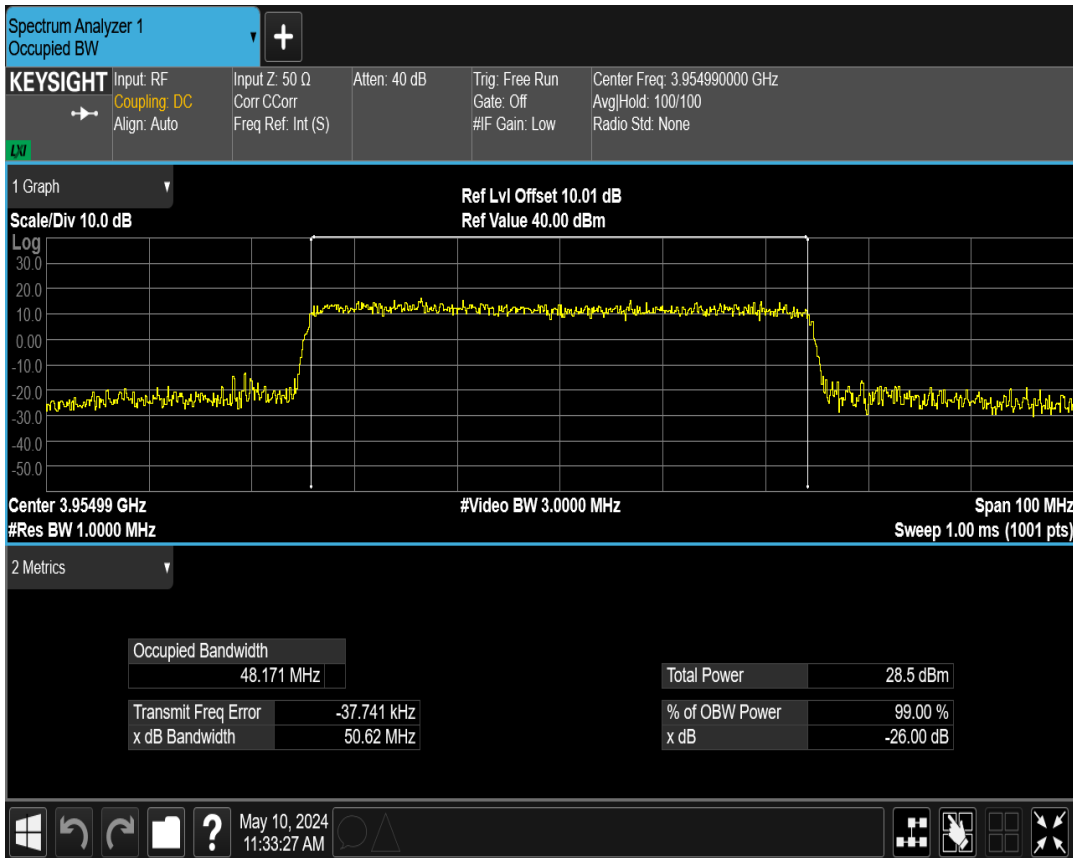 Spectrum Analyzer 1
Occupied BW
+
KEYSIGHT
LXI
Input: RF
Coupling: DC
Align: Auto
Input Z: 50 Ω
Corr CCorr
Freq Ref: Int (S)
Atten: 40 dB
Trig: Free Run
Gate: Off
#IF Gain: Low
Center Freq: 3.954990000 GHz
Avg|Hold: 100/100
Radio Std: None
1 Graph
Scale/Div 10.0 dB
Ref Lvl Offset 10.01 dB
Ref Value 40.00 dBm
Log
30.0
20.0
10.0
0.00
-10.0
-20.0
-30.0
-40.0
-50.0
Center 3.95499 GHz
#Res BW 1.0000 MHz
#Video BW 3.0000 MHz
Span 100 MHz
Sweep 1.00 ms (1001 pts)
2 Metrics
Occupied Bandwidth
48.171 MHz
Transmit Freq Error -37.741 kHz
x dB Bandwidth 50.62 MHz
Total Power 28.5 dBm
% of OBW Power 99.00 %
x dB -26.00 dB
?
May 10, 2024
11:33:27 AM